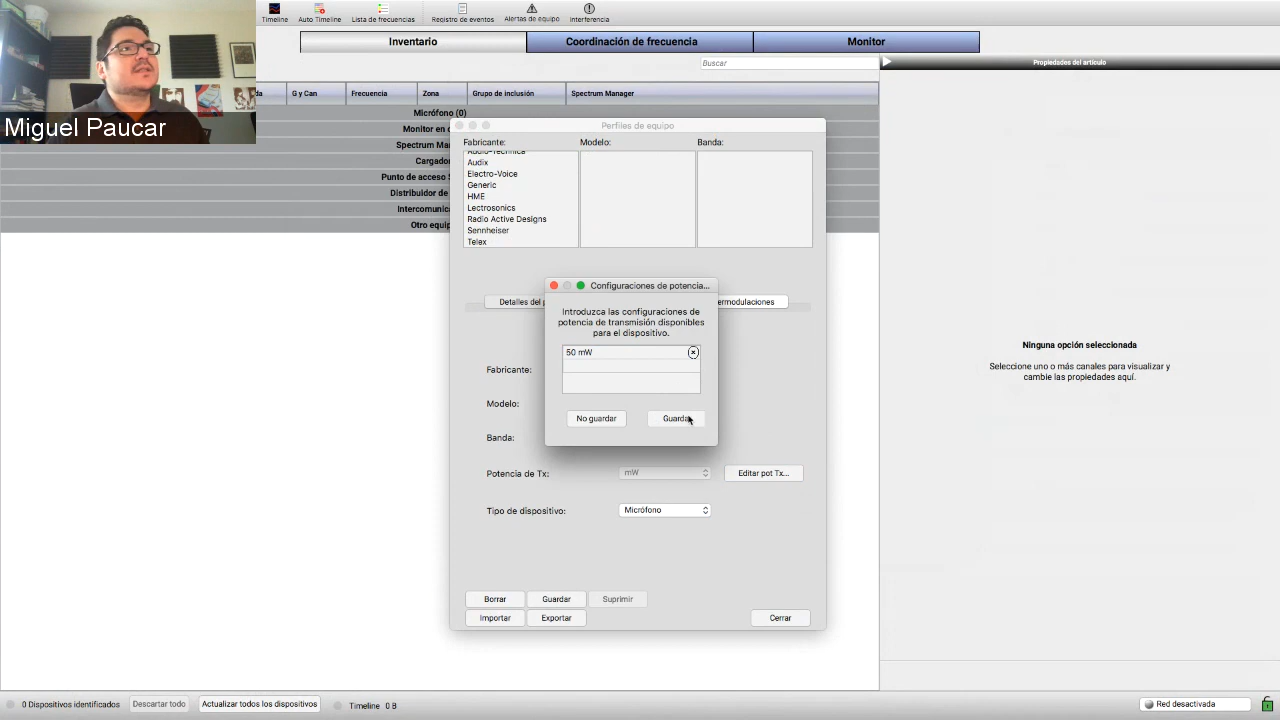 Timeline
Auto Timeline
Lista de frecuencias
Registro de eventos
Alertas de equipo
Interferencia
Inventario
Coordinación de frecuencia
Monitor
Buscar
Propiedades del artículo
G y Can
Frecuencia
Zona
Grupo de inclusión
Spectrum Manager
Miguel Paucar
Micrófono (0)
Monitor en
Spectrum Ma
Cargado
Punto de acceso
Distribuidor de
Intercomunic
Otro equip
Perfiles de equipo
Fabricante:
Modelo:
Banda:
Audio-Technica
Audix
Electro-Voice
Generic
HME
Lectrosonics
Radio Active Designs
Sennheiser
Telex
Detalles del
ermodulaciones
Configuraciones de potencia...
Introduzca las configuraciones de
potencia de transmisión disponibles
para el dispositivo.
50 mW
No guardar
Guardar
Fabricante:
Modelo:
Banda:
Potencia de Tx:
mW
Editar pot Tx...
Tipo de dispositivo:
Micrófono
Borrar
Guardar
Suprimir
Importar
Exportar
Cerrar
Ninguna opción seleccionada
Seleccione uno o más canales para visualizar y
cambie las propiedades aquí.
0 Dispositivos identificados
Descartar todo
Actualizar todos los dispositivos
Timeline
0 B
Red desactivada